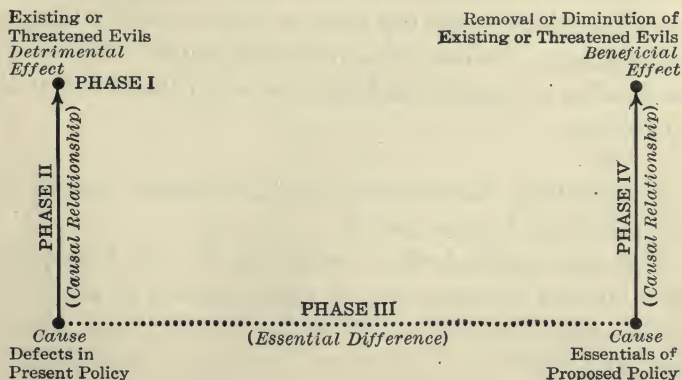 Existing or
Threatened Evils
Detrimental
Effect
PHASE I
Removal or Diminution of
Existing or Threatened Evils
Beneficial
Effect
PHASE II
(Causal Relationship)
PHASE IV
(Causal Relationship)
PHASE III
(Essential Difference)
Cause
Defects in
Present Policy
Cause
Essentials of
Proposed Policy